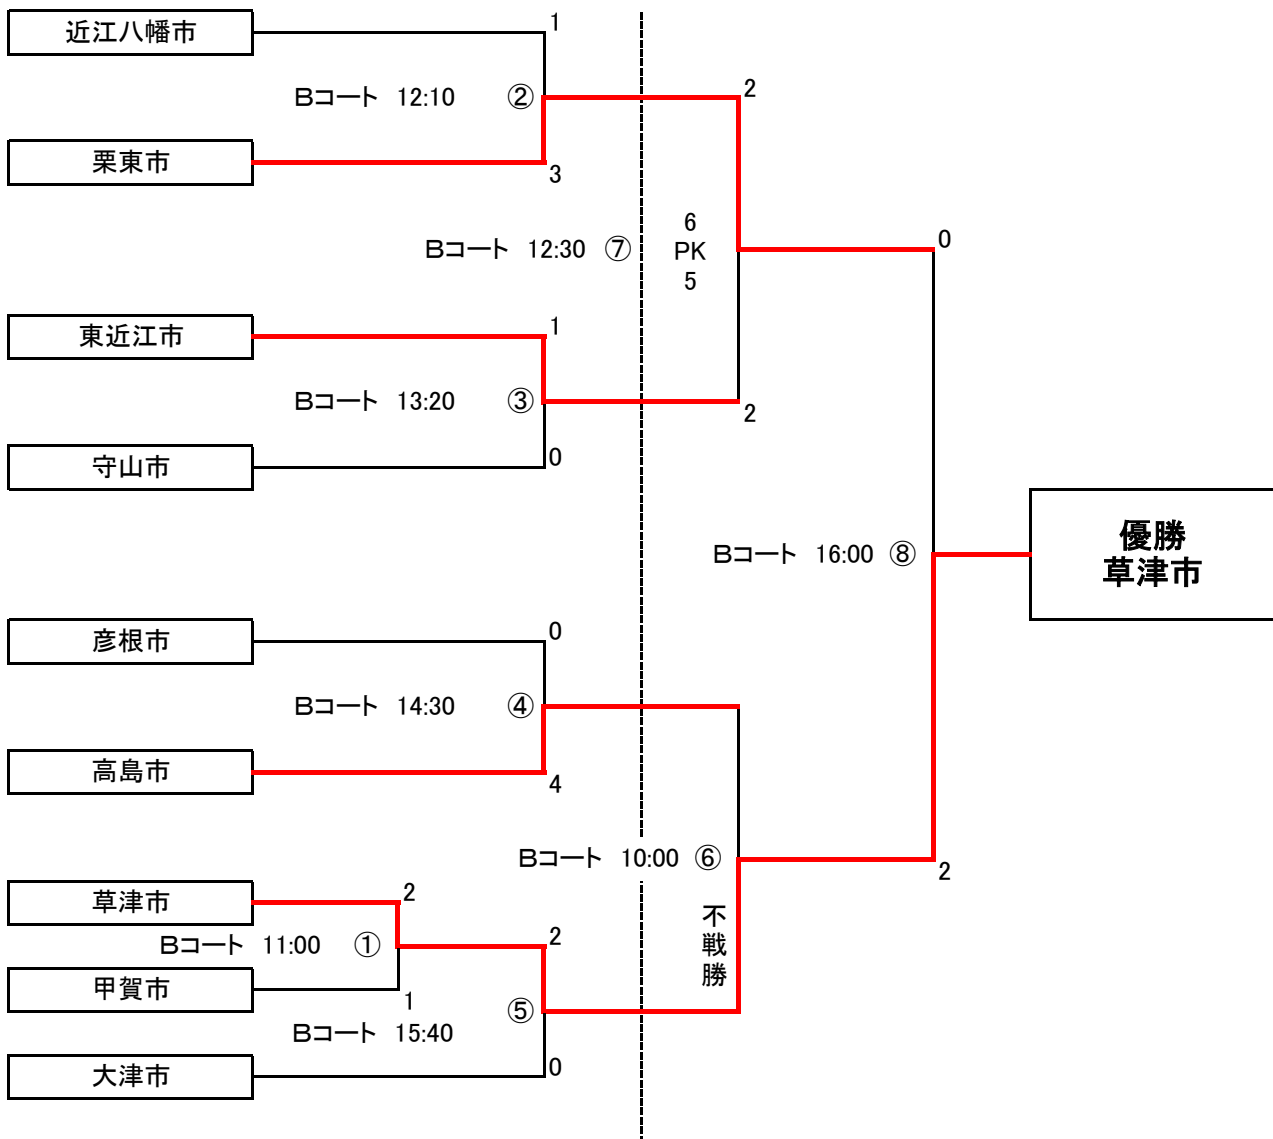 近江八幡市
1
Bコート 12:10 ②
2
栗東市
3
6
PK
5
Bコート 12:30 ⑦
0
東近江市
1
Bコート 13:20 ③
2
守山市
0
Bコート 16:00 ⑧
優勝
草津市
彦根市
0
Bコート 14:30 ④
高島市
4
Bコート 10:00 ⑥
2
草津市
2
不戦勝
Bコート 11:00 ①
2
甲賀市
1
Bコート 15:40 ⑤
大津市
0